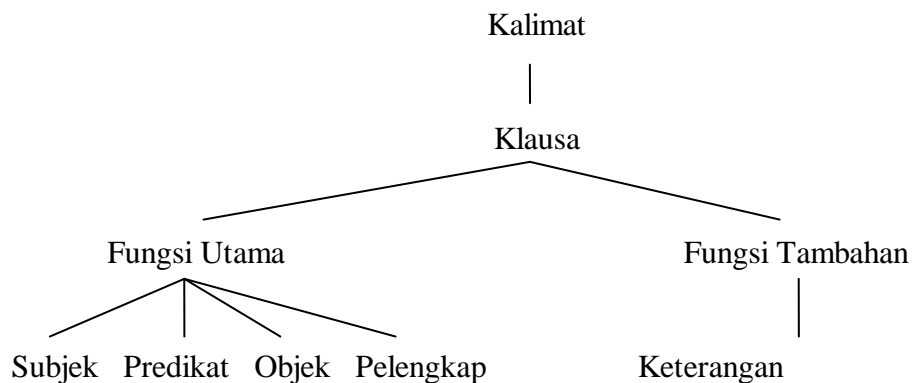 Kalimat
Klausa
Fungsi Utama Fungsi Tambahan
Subjek Predikat Objek Pelengkap Keterangan